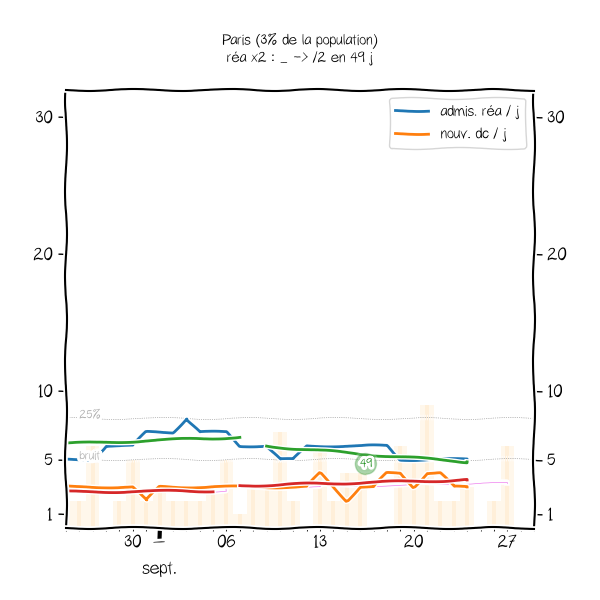 Paris (3% de la population)
réa x2 : _ -> /2 en 49 j
admis. réa / j
nouv. dc / j
30
30
20
20
10
10
25%
bruit
49
5
5
1
1
30
06
13
20
27
sept.